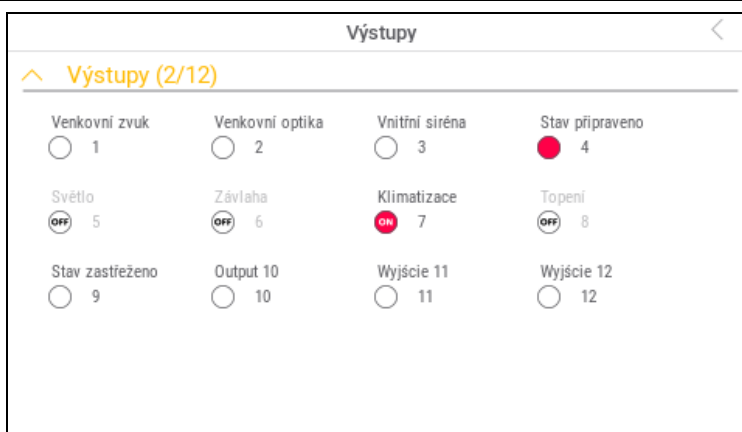 Výstupy
Výstupy (2/12)
Venkovní zvuk Venkovní optika Vnitřní siréna Stav připraveno
1 2 3 4
Světlo Závlaha Klimatizace Topení
OFF 5 OFF 6 ON 7 OFF 8
Stav zastřeženo Output 10 Wyjście 11 Wyjście 12
9 10 11 12